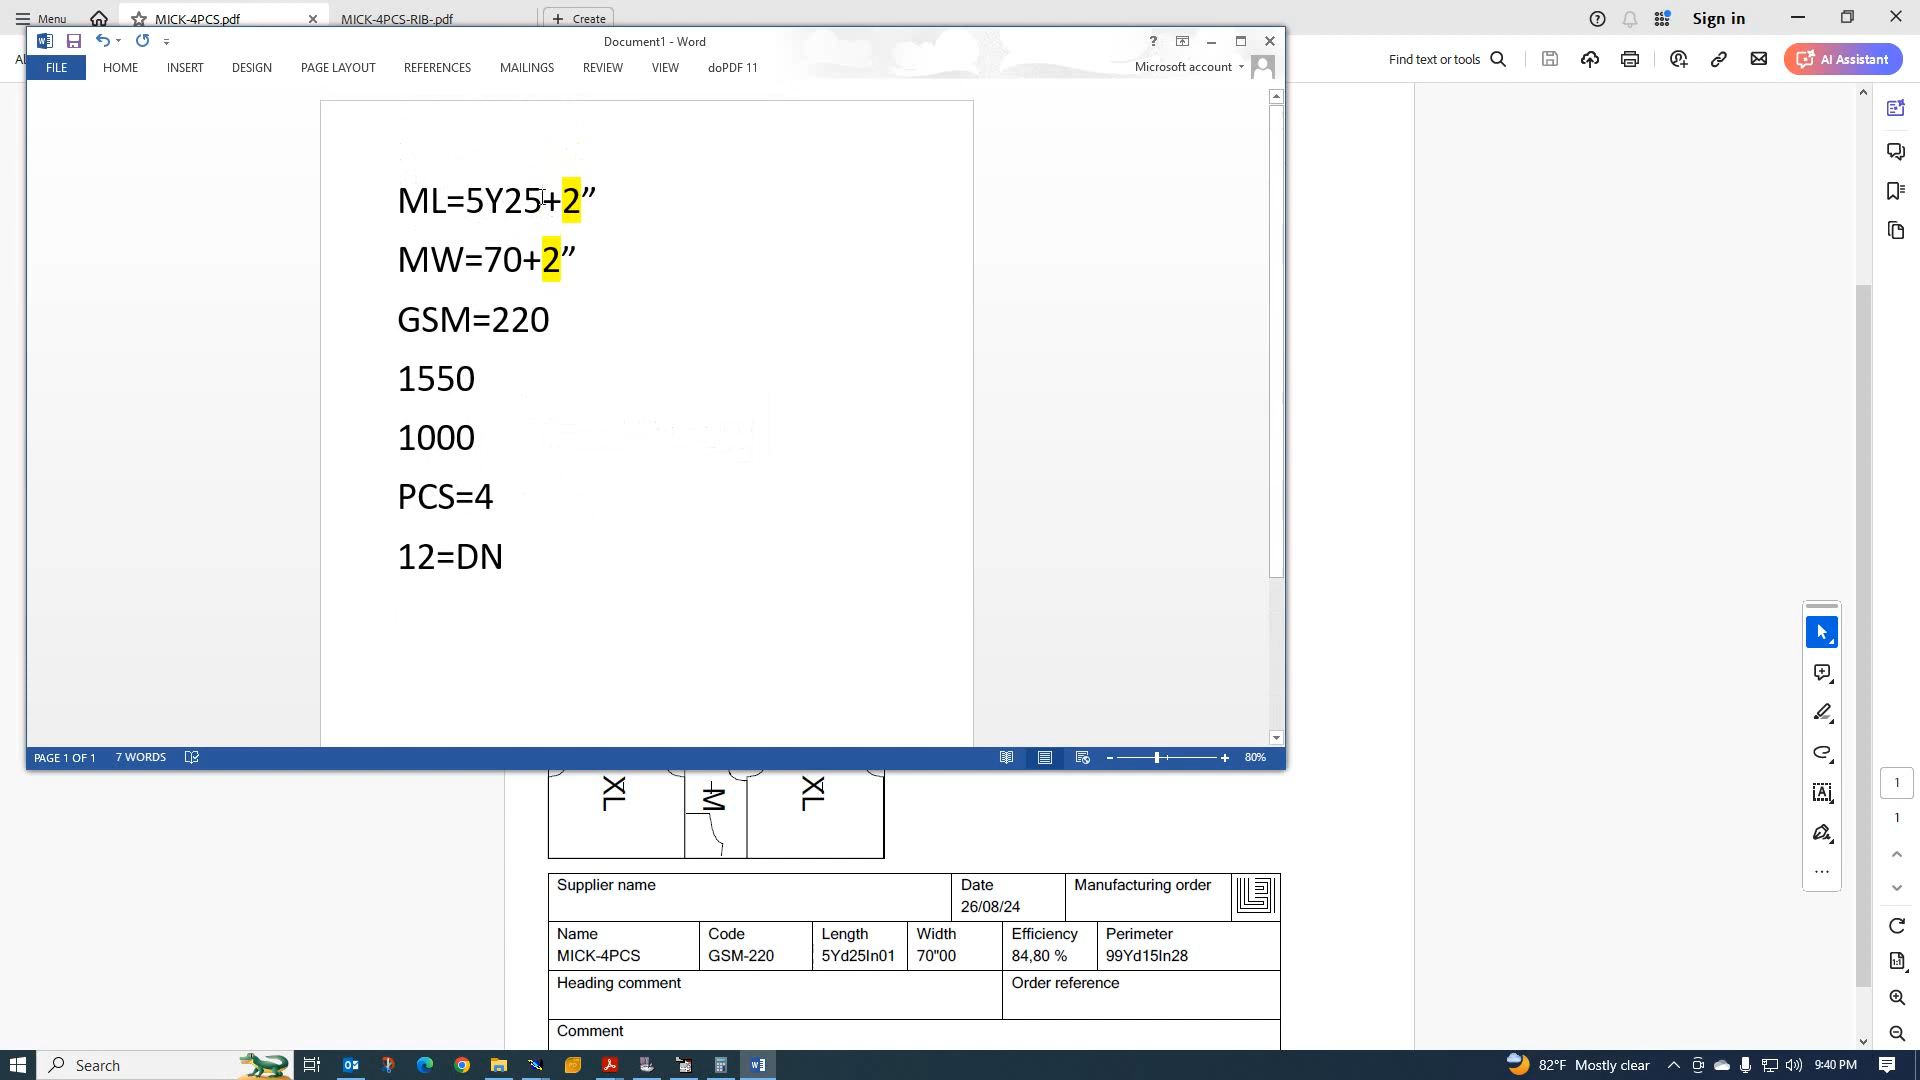 Menu
MICK-4PCS.pdf
MICK-4PCS-RIB-.pdf
Create
Sign in
Document1 - Word
FILE
HOME
INSERT
DESIGN
PAGE LAYOUT
REFERENCES
MAILINGS
REVIEW
VIEW
doPDF 11
Microsoft account
Find text or tools
AI Assistant
ML=5Y25+2”
MW=70+2”
GSM=220
1550
1000
PCS=4
12=DN
PAGE 1 OF 1
7 WORDS
80%
XL
M
XL
Supplier name
Date
26/08/24
Manufacturing order
Name
MICK-4PCS
Code
GSM-220
Length
5Yd25In01
Width
70"00
Efficiency
84,80 %
Perimeter
99Yd15In28
Heading comment
Order reference
Comment
1
1
Search
82°F Mostly clear
9:40 PM